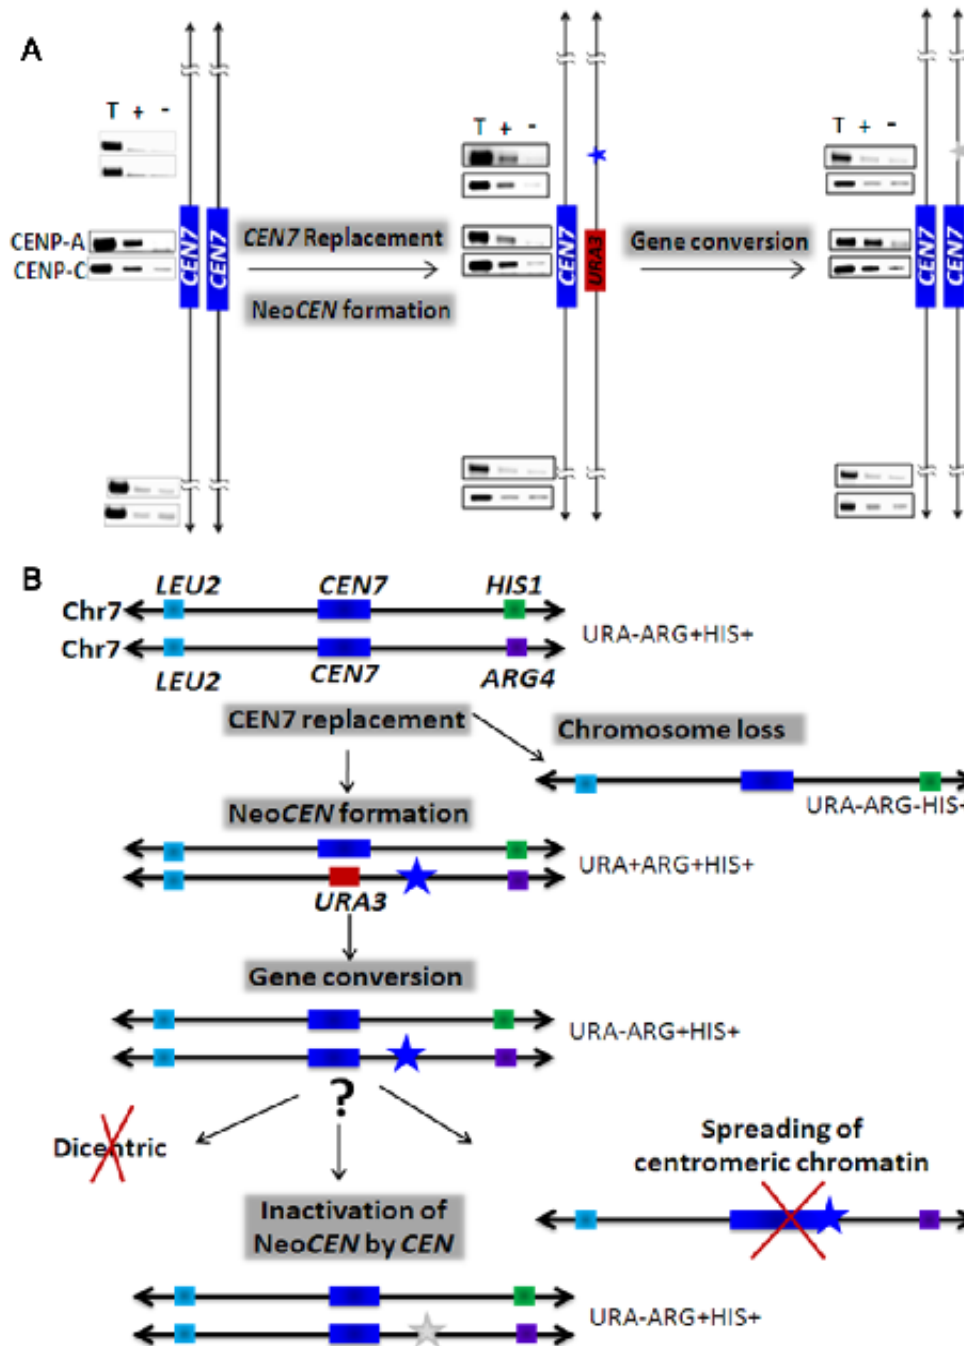 A
T + -
T + -
T + -
CENP-A
CENP-C
CEN7
CEN7
CEN7 Replacement
NeoCEN formation
CEN7
URA3
Gene conversion
CEN7
CEN7
B
LEU2 CEN7 HIS1
Chr7
URA-ARG+HIS+
Chr7
LEU2 CEN7 ARG4
CEN7 replacement
Chromosome loss
URA-ARG-HIS+
NeoCEN formation
URA+ARG+HIS+
URA3
Gene conversion
URA-ARG+HIS+
?
Dicentric
Spreading of
centromeric chromatin
Inactivation of
NeoCEN by CEN
URA-ARG+HIS+